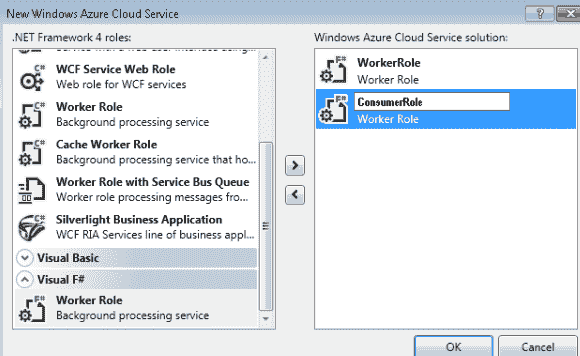 New Windows Azure Cloud Service
.NET Framework 4 roles:
WCF Service Web Role
Web role for WCF services
C#
Worker Role
Background processing service
C#
Cache Worker Role
Background processing service that ho...
C#
Worker Role with Service Bus Queue
Worker role processing messages fro...
C#
Silverlight Business Application
WCF RIA Services line of business appl...
C#
Visual Basic
Visual F#
Worker Role
Background processing service
F#
Windows Azure Cloud Service solution:
WorkerRole
Worker Role
F#
ConsumerRole
Worker Role
F#
OK
Cancel